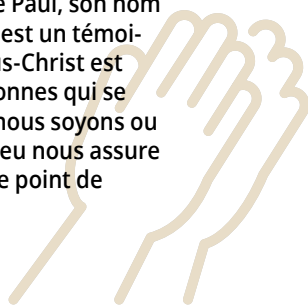 e Paul, son nom
est un témoi-
us-Christ est
onnes qui se
nous soyons ou
eu nous assure
e point de